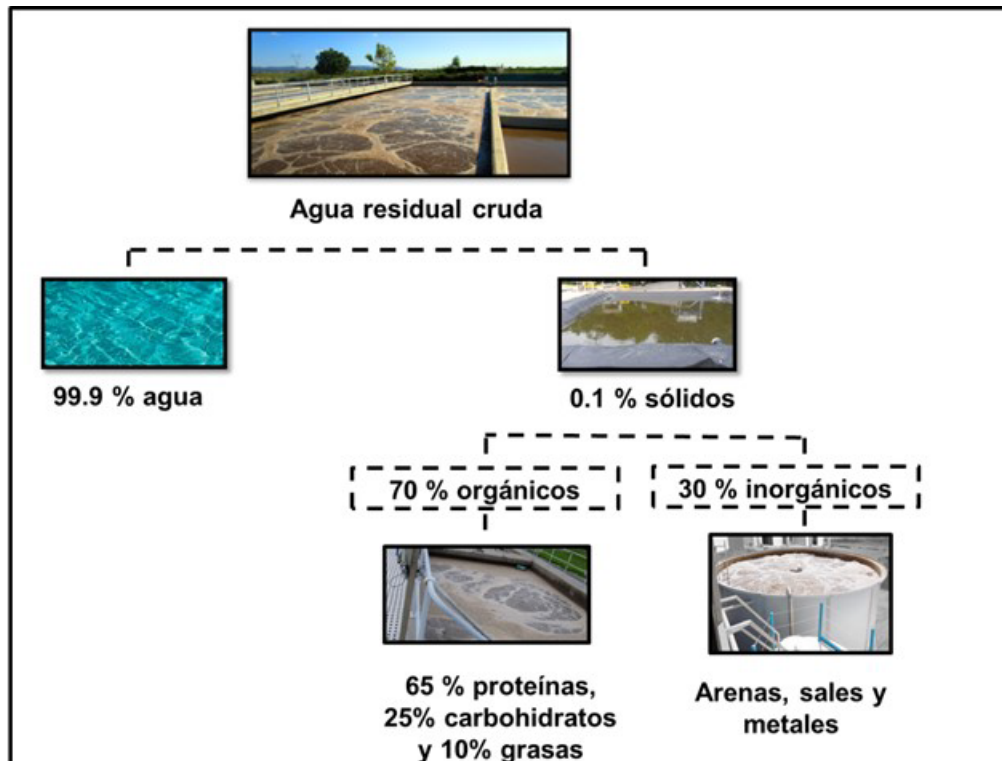 Agua residual cruda
99.9 % agua
0.1 % sólidos
70 % orgánicos
30 % inorgánicos
65 % proteínas,
25% carbohidratos
y 10% grasas
Arenas, sales y
metales